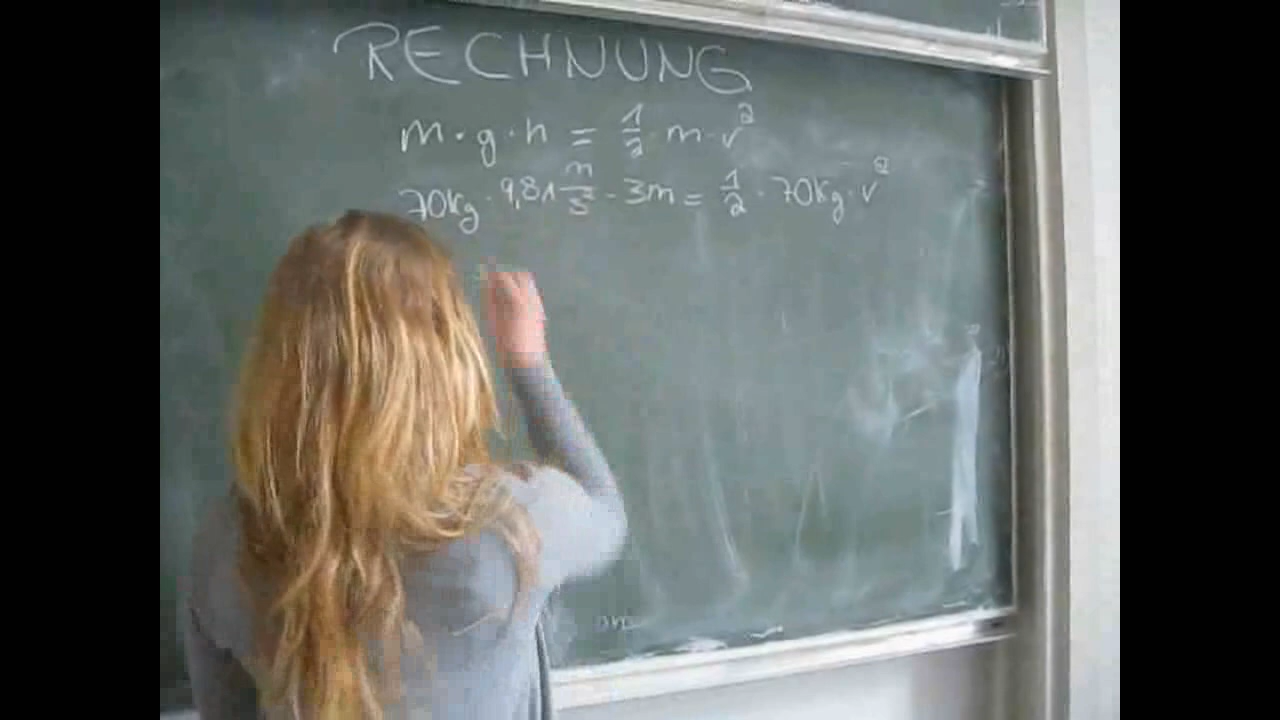 RECHNUNG
m · g · h = 1/2 · m · v²
70kg · 9,81 m/s² · 3m = 1/2 · 70kg · v²